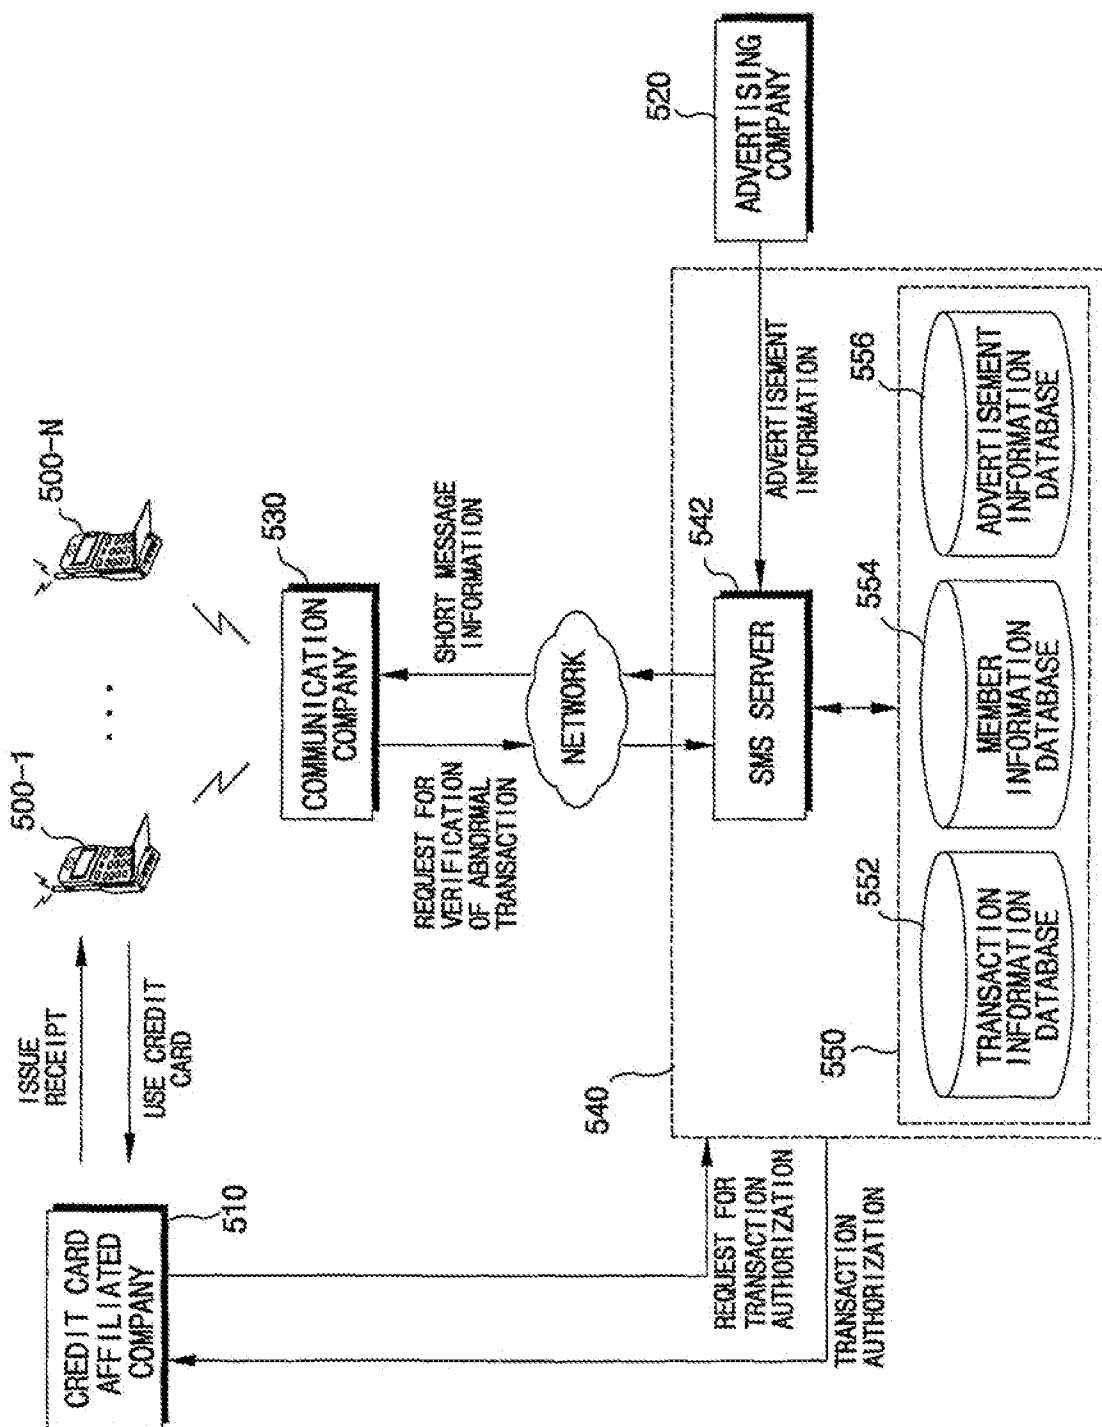 500-1
500-N
ISSUE
RECEIPT
USE CREDIT
CARD
CREDIT CARD
AFFILIATED
COMPANY
510
530
COMMUNICATION
COMPANY
REQUEST FOR
VERIFICATION
OF ABNORMAL
TRANSACTION
SHORT MESSAGE
INFORMATION
NETWORK
540
542
SMS SERVER
520
ADVERTISING
COMPANY
ADVERTISEMENT
INFORMATION
REQUEST FOR
TRANSACTION
AUTHORIZATION
TRANSACTION
AUTHORIZATION
550
552
TRANSACTION
INFORMATION
DATABASE
554
MEMBER
INFORMATION
DATABASE
556
ADVERTISEMENT
INFORMATION
DATABASE